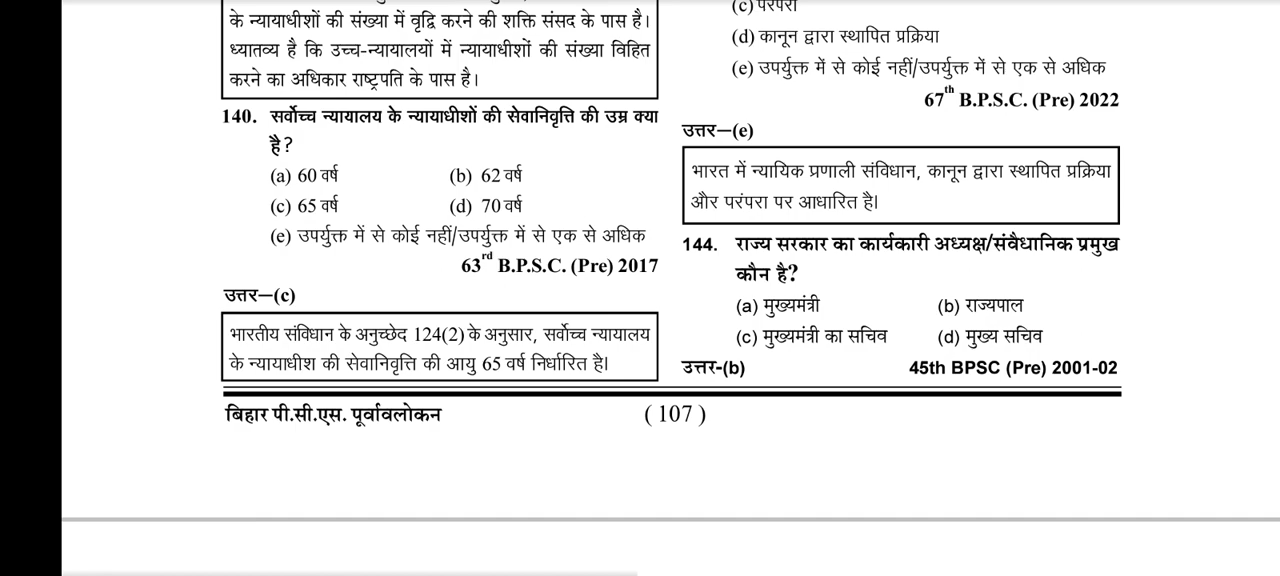 के न्यायाधीशों की संख्या में वृद्धि करने की शक्ति संसद के पास है।
ध्यातव्य है कि उच्च-न्यायालयों में न्यायाधीशों की संख्या विहित
करने का अधिकार राष्ट्रपति के पास है।
140. सर्वोच्च न्यायालय के न्यायाधीशों की सेवानिवृत्ति की उम्र क्या
है?
(a) 60 वर्ष (b) 62 वर्ष
(c) 65 वर्ष (d) 70 वर्ष
(e) उपर्युक्त में से कोई नहीं/उपर्युक्त में से एक से अधिक
63rd B.P.S.C. (Pre) 2017
उत्तर—(c)
भारतीय संविधान के अनुच्छेद 124(2) के अनुसार, सर्वोच्च न्यायालय
के न्यायाधीश की सेवानिवृत्ति की आयु 65 वर्ष निर्धारित है।
(c) परंपरा
(d) कानून द्वारा स्थापित प्रक्रिया
(e) उपर्युक्त में से कोई नहीं/उपर्युक्त में से एक से अधिक
67th B.P.S.C. (Pre) 2022
उत्तर—(e)
भारत में न्यायिक प्रणाली संविधान, कानून द्वारा स्थापित प्रक्रिया
और परंपरा पर आधारित है।
144. राज्य सरकार का कार्यकारी अध्यक्ष/संवैधानिक प्रमुख
कौन है?
(a) मुख्यमंत्री (b) राज्यपाल
(c) मुख्यमंत्री का सचिव (d) मुख्य सचिव
उत्तर-(b) 45th BPSC (Pre) 2001-02
बिहार पी.सी.एस. पूर्वावलोकन (107)